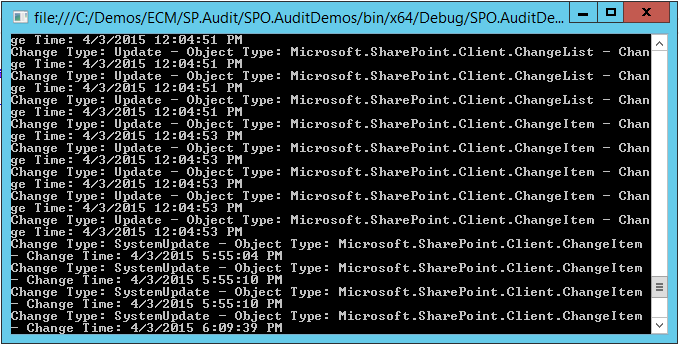 file:///C:/Demos/ECM/SP.Audit/SPO.AuditDemos/bin/x64/Debug/SPO.AuditDe...
ge Time: 4/3/2015 12:04:51 PM
Change Type: Update - Object Type: Microsoft.SharePoint.Client.ChangeList - Chan
ge Time: 4/3/2015 12:04:51 PM
Change Type: Update - Object Type: Microsoft.SharePoint.Client.ChangeList - Chan
ge Time: 4/3/2015 12:04:51 PM
Change Type: Update - Object Type: Microsoft.SharePoint.Client.ChangeList - Chan
ge Time: 4/3/2015 12:04:51 PM
Change Type: Update - Object Type: Microsoft.SharePoint.Client.ChangeItem - Chan
ge Time: 4/3/2015 12:04:53 PM
Change Type: Update - Object Type: Microsoft.SharePoint.Client.ChangeItem - Chan
ge Time: 4/3/2015 12:04:53 PM
Change Type: Update - Object Type: Microsoft.SharePoint.Client.ChangeItem - Chan
ge Time: 4/3/2015 12:04:53 PM
Change Type: Update - Object Type: Microsoft.SharePoint.Client.ChangeItem - Chan
ge Time: 4/3/2015 12:04:53 PM
Change Type: Update - Object Type: Microsoft.SharePoint.Client.ChangeItem - Chan
ge Time: 4/3/2015 12:04:53 PM
Change Type: SystemUpdate - Object Type: Microsoft.SharePoint.Client.ChangeItem
- Change Time: 4/3/2015 5:55:04 PM
Change Type: SystemUpdate - Object Type: Microsoft.SharePoint.Client.ChangeItem
- Change Time: 4/3/2015 5:55:10 PM
Change Type: SystemUpdate - Object Type: Microsoft.SharePoint.Client.ChangeItem
- Change Time: 4/3/2015 5:55:10 PM
Change Type: SystemUpdate - Object Type: Microsoft.SharePoint.Client.ChangeItem
- Change Time: 4/3/2015 6:09:39 PM